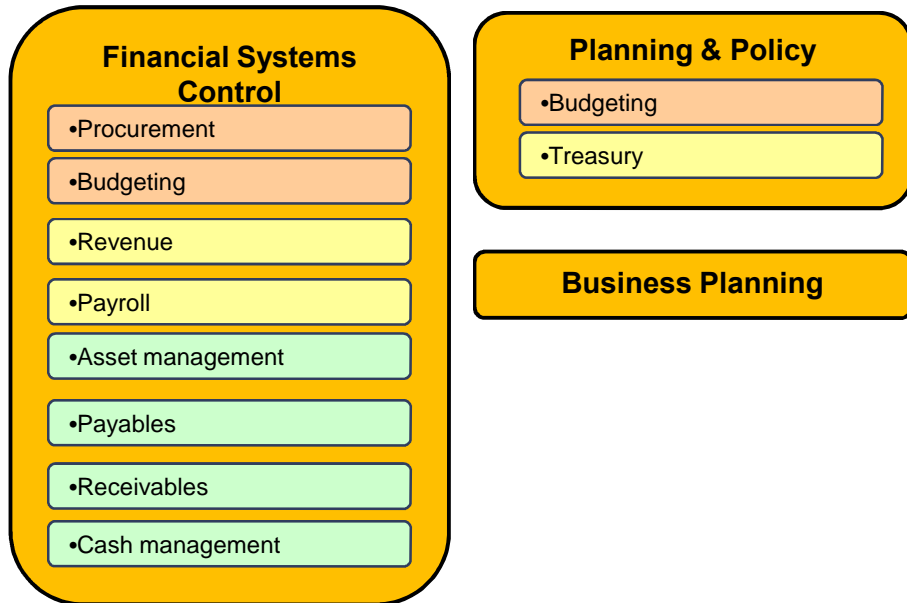 Financial Systems
Control
•Procurement
•Budgeting
•Revenue
•Payroll
•Asset management
•Payables
•Receivables
•Cash management
Planning & Policy
•Budgeting
•Treasury
Business Planning